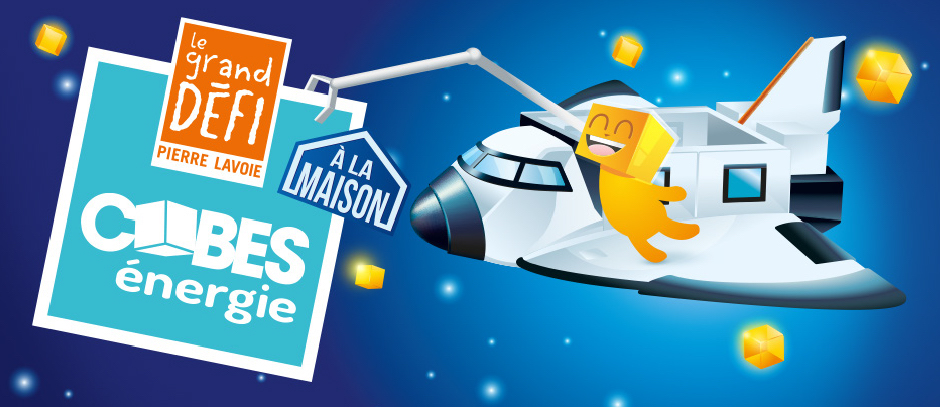 le
grand
DÉFI
PIERRE LAVOIE
À LA
MAISON
CUBES
énergie